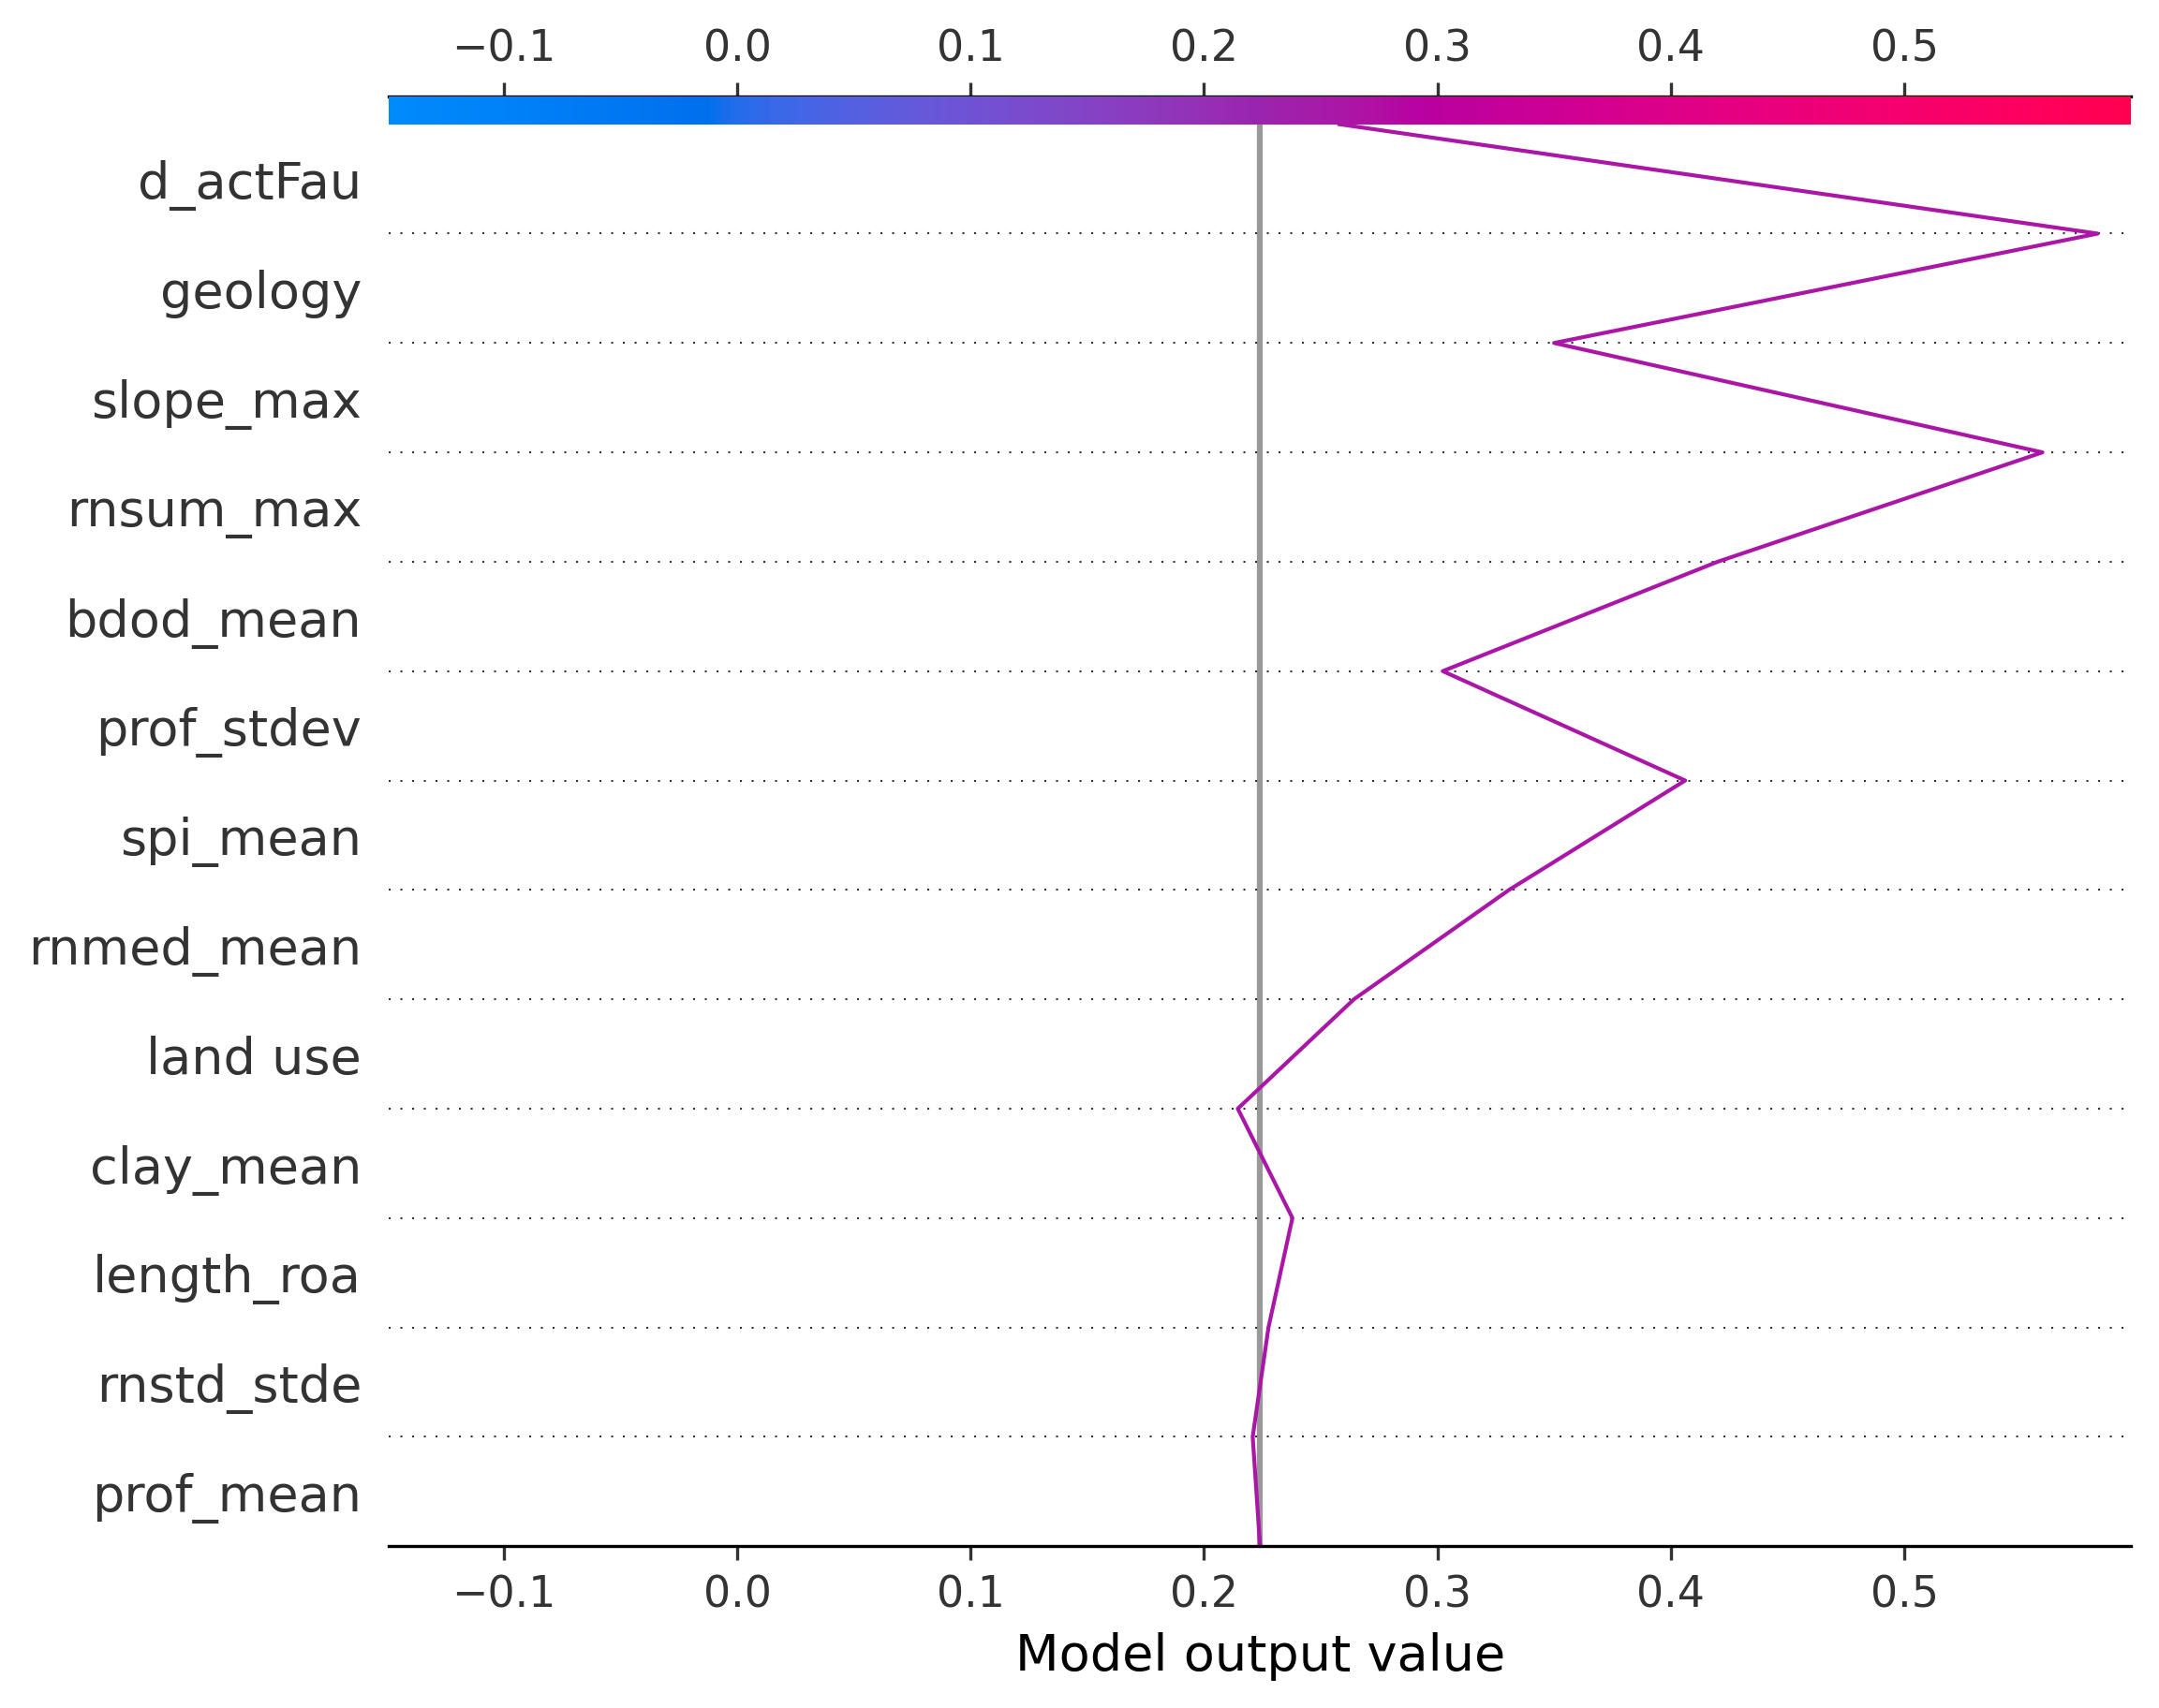 −0.1 0.0 0.1 0.2 0.3 0.4 0.5
d_actFau
geology
slope_max
rnsum_max
bdod_mean
prof_stdev
spi_mean
rnmed_mean
land use
clay_mean
length_roa
rnstd_stde
prof_mean
−0.1 0.0 0.1 0.2 0.3 0.4 0.5
Model output value